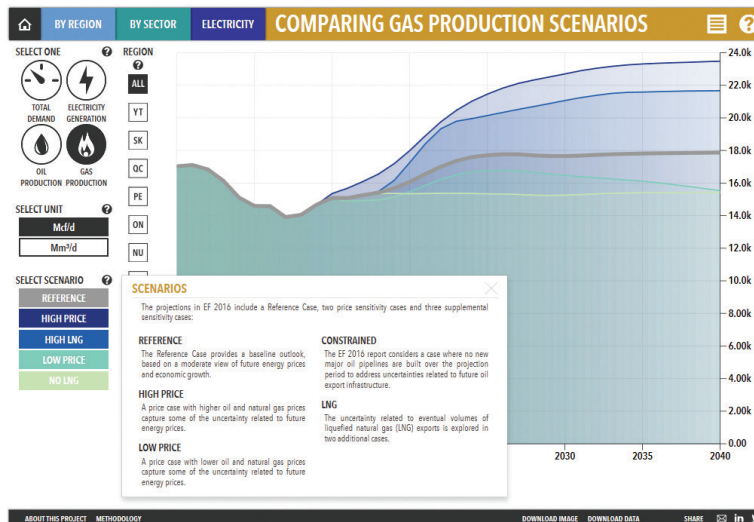 BY REGION
BY SECTOR
ELECTRICITY
COMPARING GAS PRODUCTION SCENARIOS
?
SELECT ONE ?
TOTAL
DEMAND
ELECTRICITY
GENERATION
OIL
PRODUCTION
GAS
PRODUCTION
SELECT UNIT ?
Mcf/d
Mm³/d
SELECT SCENARIO ?
REFERENCE
HIGH PRICE
HIGH LNG
LOW PRICE
NO LNG
REGION
?
ALL
YT
SK
QC
PE
ON
NU
24.0k
22.0k
20.0k
18.0k
16.0k
14.0k
12.0k
10.0k
8.00k
6.00k
4.00k
2.00k
0.00
2030
2035
2040
SCENARIOS
The projections in EF 2016 include a Reference Case, two price sensitivity cases and three supplemental
sensitivity cases:
REFERENCE
The Reference Case provides a baseline outlook,
based on a moderate view of future energy prices
and economic growth.
HIGH PRICE
A price case with higher oil and natural gas prices
capture some of the uncertainty related to future
energy prices.
LOW PRICE
A price case with lower oil and natural gas prices
capture some of the uncertainty related to future
energy prices.
CONSTRAINED
The EF 2016 report considers a case where no new
major oil pipelines are built over the projection
period to address uncertainties related to future oil
export infrastructure.
LNG
The uncertainty related to eventual volumes of
liquefied natural gas (LNG) exports is explored in
two additional cases.
ABOUT THIS PROJECT
METHODOLOGY
DOWNLOAD IMAGE
DOWNLOAD DATA
SHARE
in